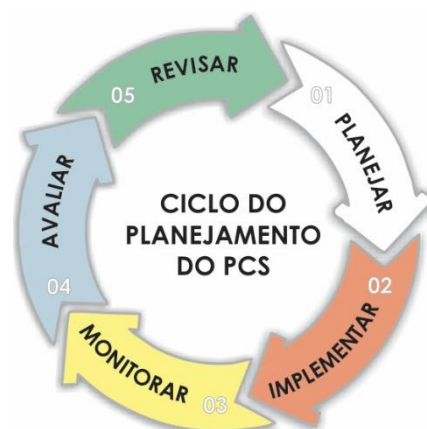 CICLO DO
PLANEJAMENTO
DO PCS
01
PLANEJAR
02
IMPLEMENTAR
03
MONITORAR
04
AVALIAR
05
REVISAR